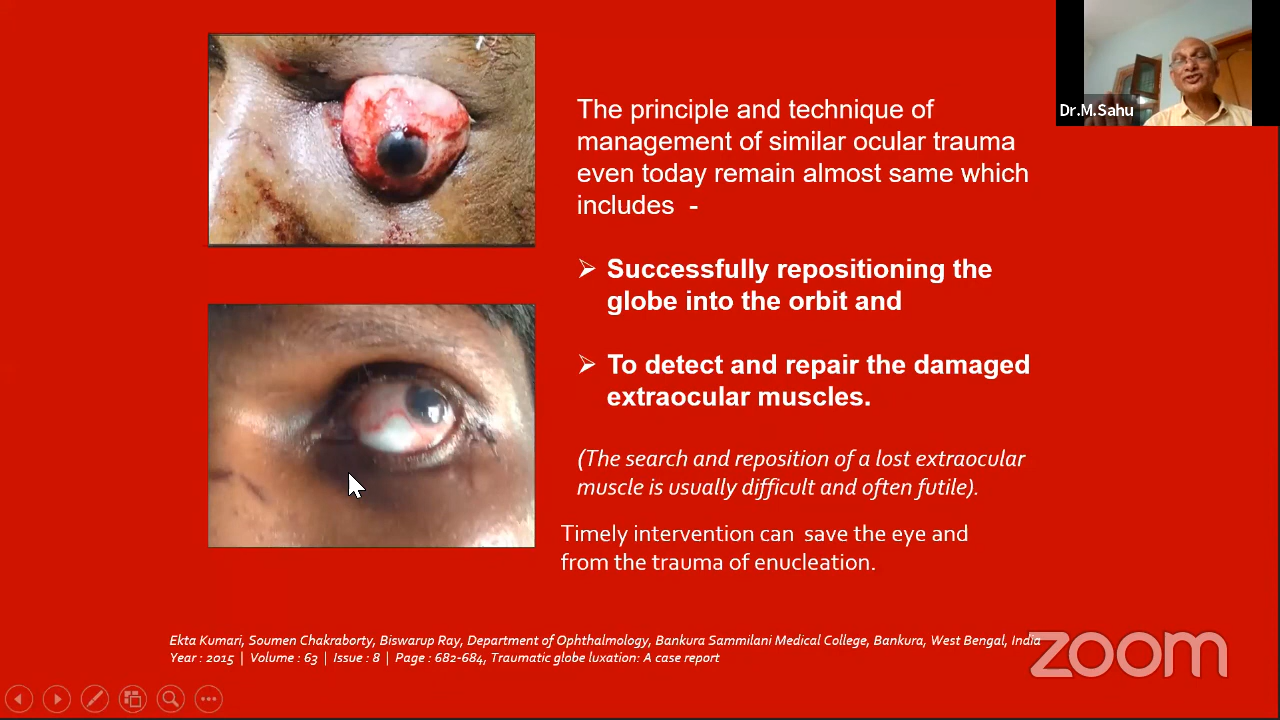 Dr.M.Sahu
The principle and technique of
management of similar ocular trauma
even today remain almost same which
includes -
➢ Successfully repositioning the
globe into the orbit and
➢ To detect and repair the damaged
extraocular muscles.
(The search and reposition of a lost extraocular
muscle is usually difficult and often futile).
Timely intervention can save the eye and
from the trauma of enucleation.
Ekta Kumari, Soumen Chakraborty, Biswarup Ray, Department of Ophthalmology, Bankura Sammilani Medical College, Bankura, West Bengal, India
Year : 2015 | Volume : 63 | Issue : 8 | Page : 682-684, Traumatic globe luxation: A case report
zoom